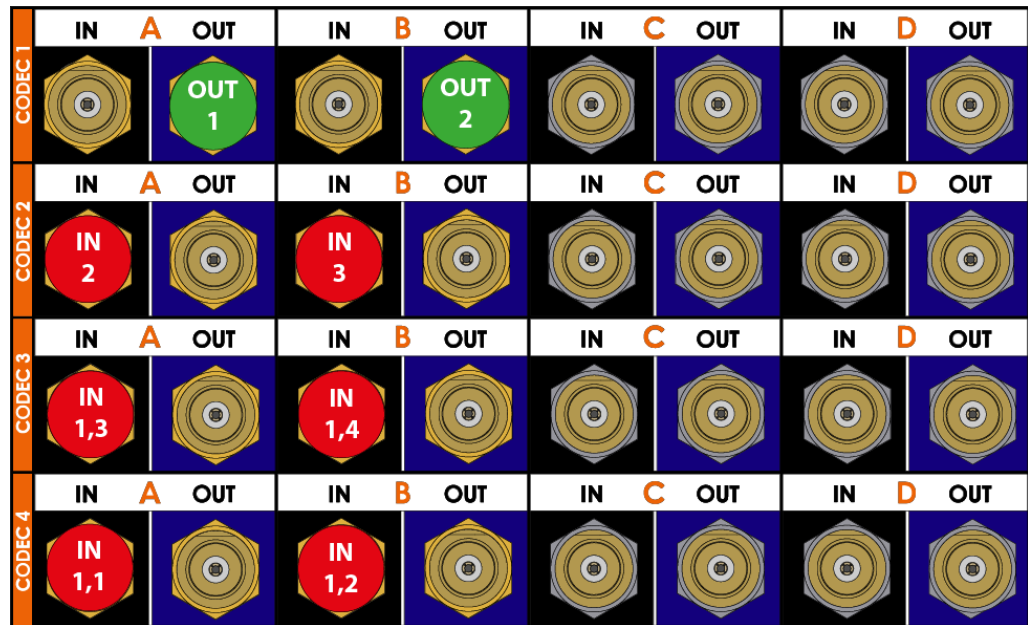 CODEC 1
IN A OUT IN B OUT IN C OUT IN D OUT
OUT OUT
1 2
CODEC 2
IN A OUT IN B OUT IN C OUT IN D OUT
IN IN
2 3
CODEC 3
IN A OUT IN B OUT IN C OUT IN D OUT
IN IN
1,3 1,4
CODEC 4
IN A OUT IN B OUT IN C OUT IN D OUT
IN IN
1,1 1,2